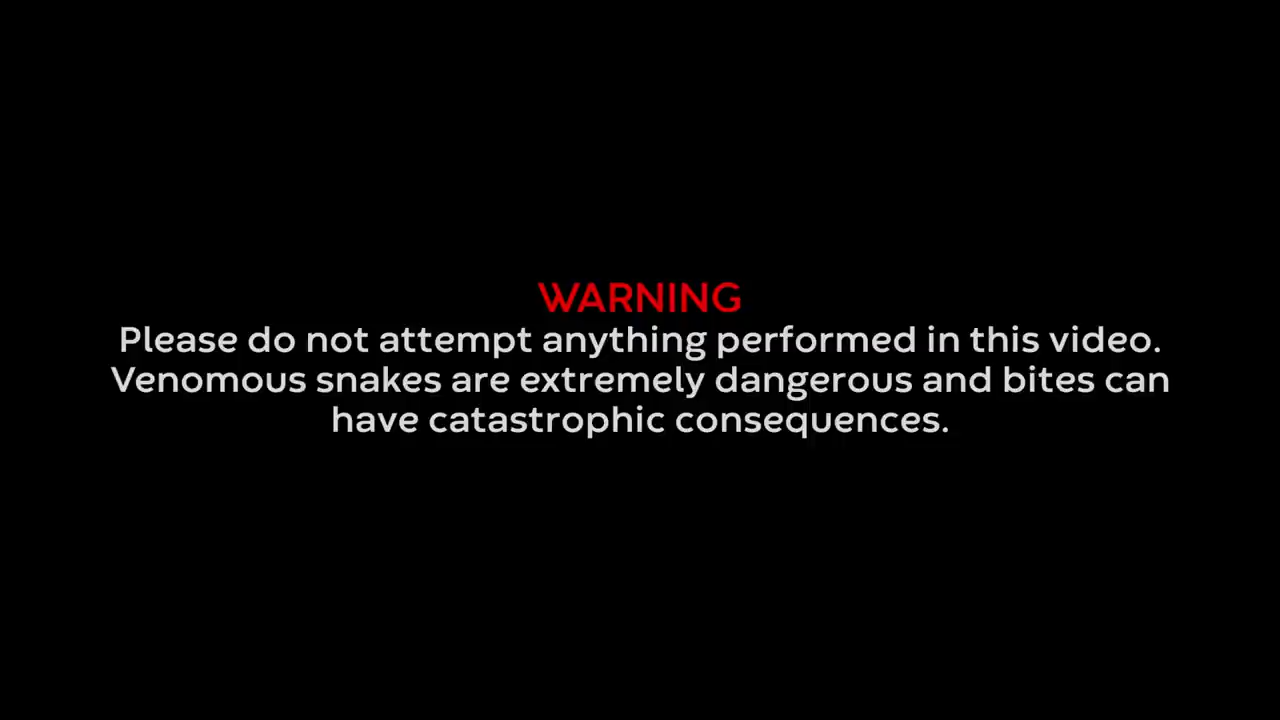 WARNING
Please do not attempt anything performed in this video.
Venomous snakes are extremely dangerous and bites can
have catastrophic consequences.